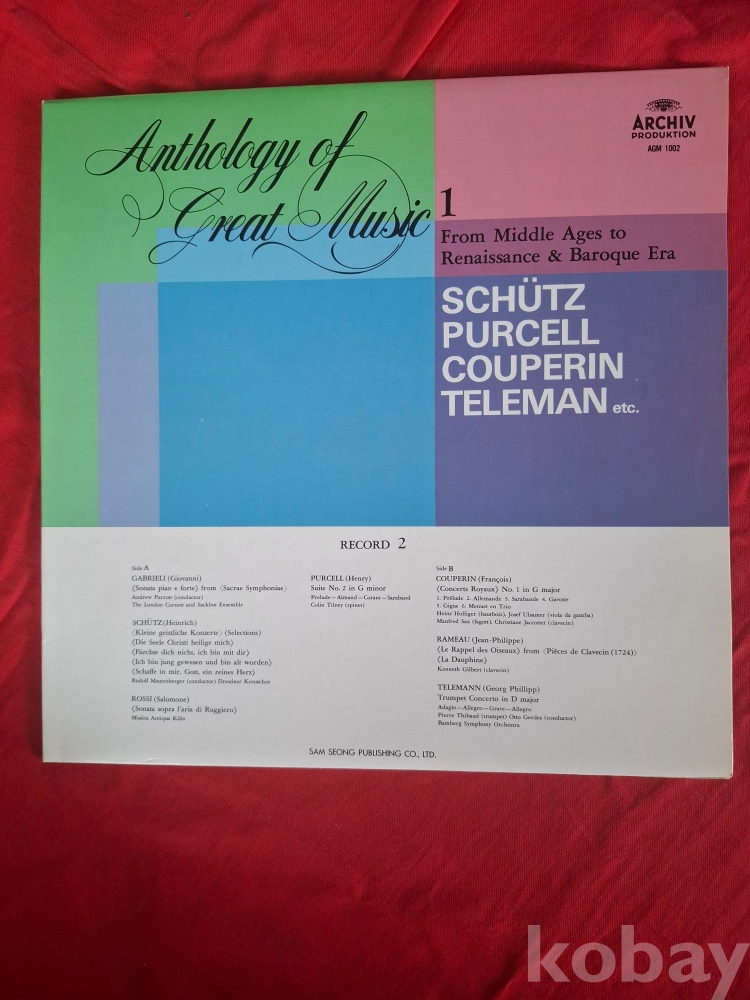 Anthology of
Great Music 1
ARCHIV
PRODUKTION
AGM 1002
From Middle Ages to
Renaissance & Baroque Era
SCHÜTZ
PURCELL
COUPERIN
TELEMAN etc.
RECORD 2
Side A
GABRIELI (Giovanni)
⟨Sonata pian e forte⟩ from ⟨Sacrae Symphoniae⟩
Andrew Parrott (conductor)
The London Cornett and Sackbut Ensemble
SCHÜTZ (Heinrich)
⟨Kleine geistliche Konzerte⟩ (Selections)
⟨Die Seele Christi heilige mich⟩
⟨Fürchte dich nicht, ich bin mit dir⟩
⟨Ich bin jung gewesen und bin alt worden⟩
⟨Schaffe in mir, Gott, ein reines Herz⟩
Rudolf Mauersberger (conductor) Dresdner Kreuzchor
ROSSI (Salomone)
⟨Sonata sopra l'aria di Ruggiero⟩
Musica Antiqua Köln
PURCELL (Henry)
Suite No. 2 in G minor
Prelude—Almand—Corant—Saraband
Colin Tilney (spinet)
Side B
COUPERIN (François)
⟨Concerts Royaux⟩ No. 1 in G major
1. Prélude 2. Allemande 3. Sarabande 4. Gavone
5. Gigue 6. Menuet en Trio
Heinz Holliger (hautbois), Josef Ulsamer (viola da gamba)
Manfred Sax (fagott), Christiane Jaccottet (clavecin)
RAMEAU (Jean-Philippe)
⟨Le Rappel des Oiseaux⟩ from ⟨Pièces de Clavecin (1724)⟩
⟨La Dauphine⟩
Kenneth Gilbert (clavecin)
TELEMANN (Georg Phillipp)
Trumpet Concerto in D major
Adagio—Allegro—Grave—Allegro
Pierre Thibaud (trumpet) Otto Gerdes (conductor)
Bamberg Symphony Orchestra
SAM SEONG PUBLISHING CO., LTD.
kobay